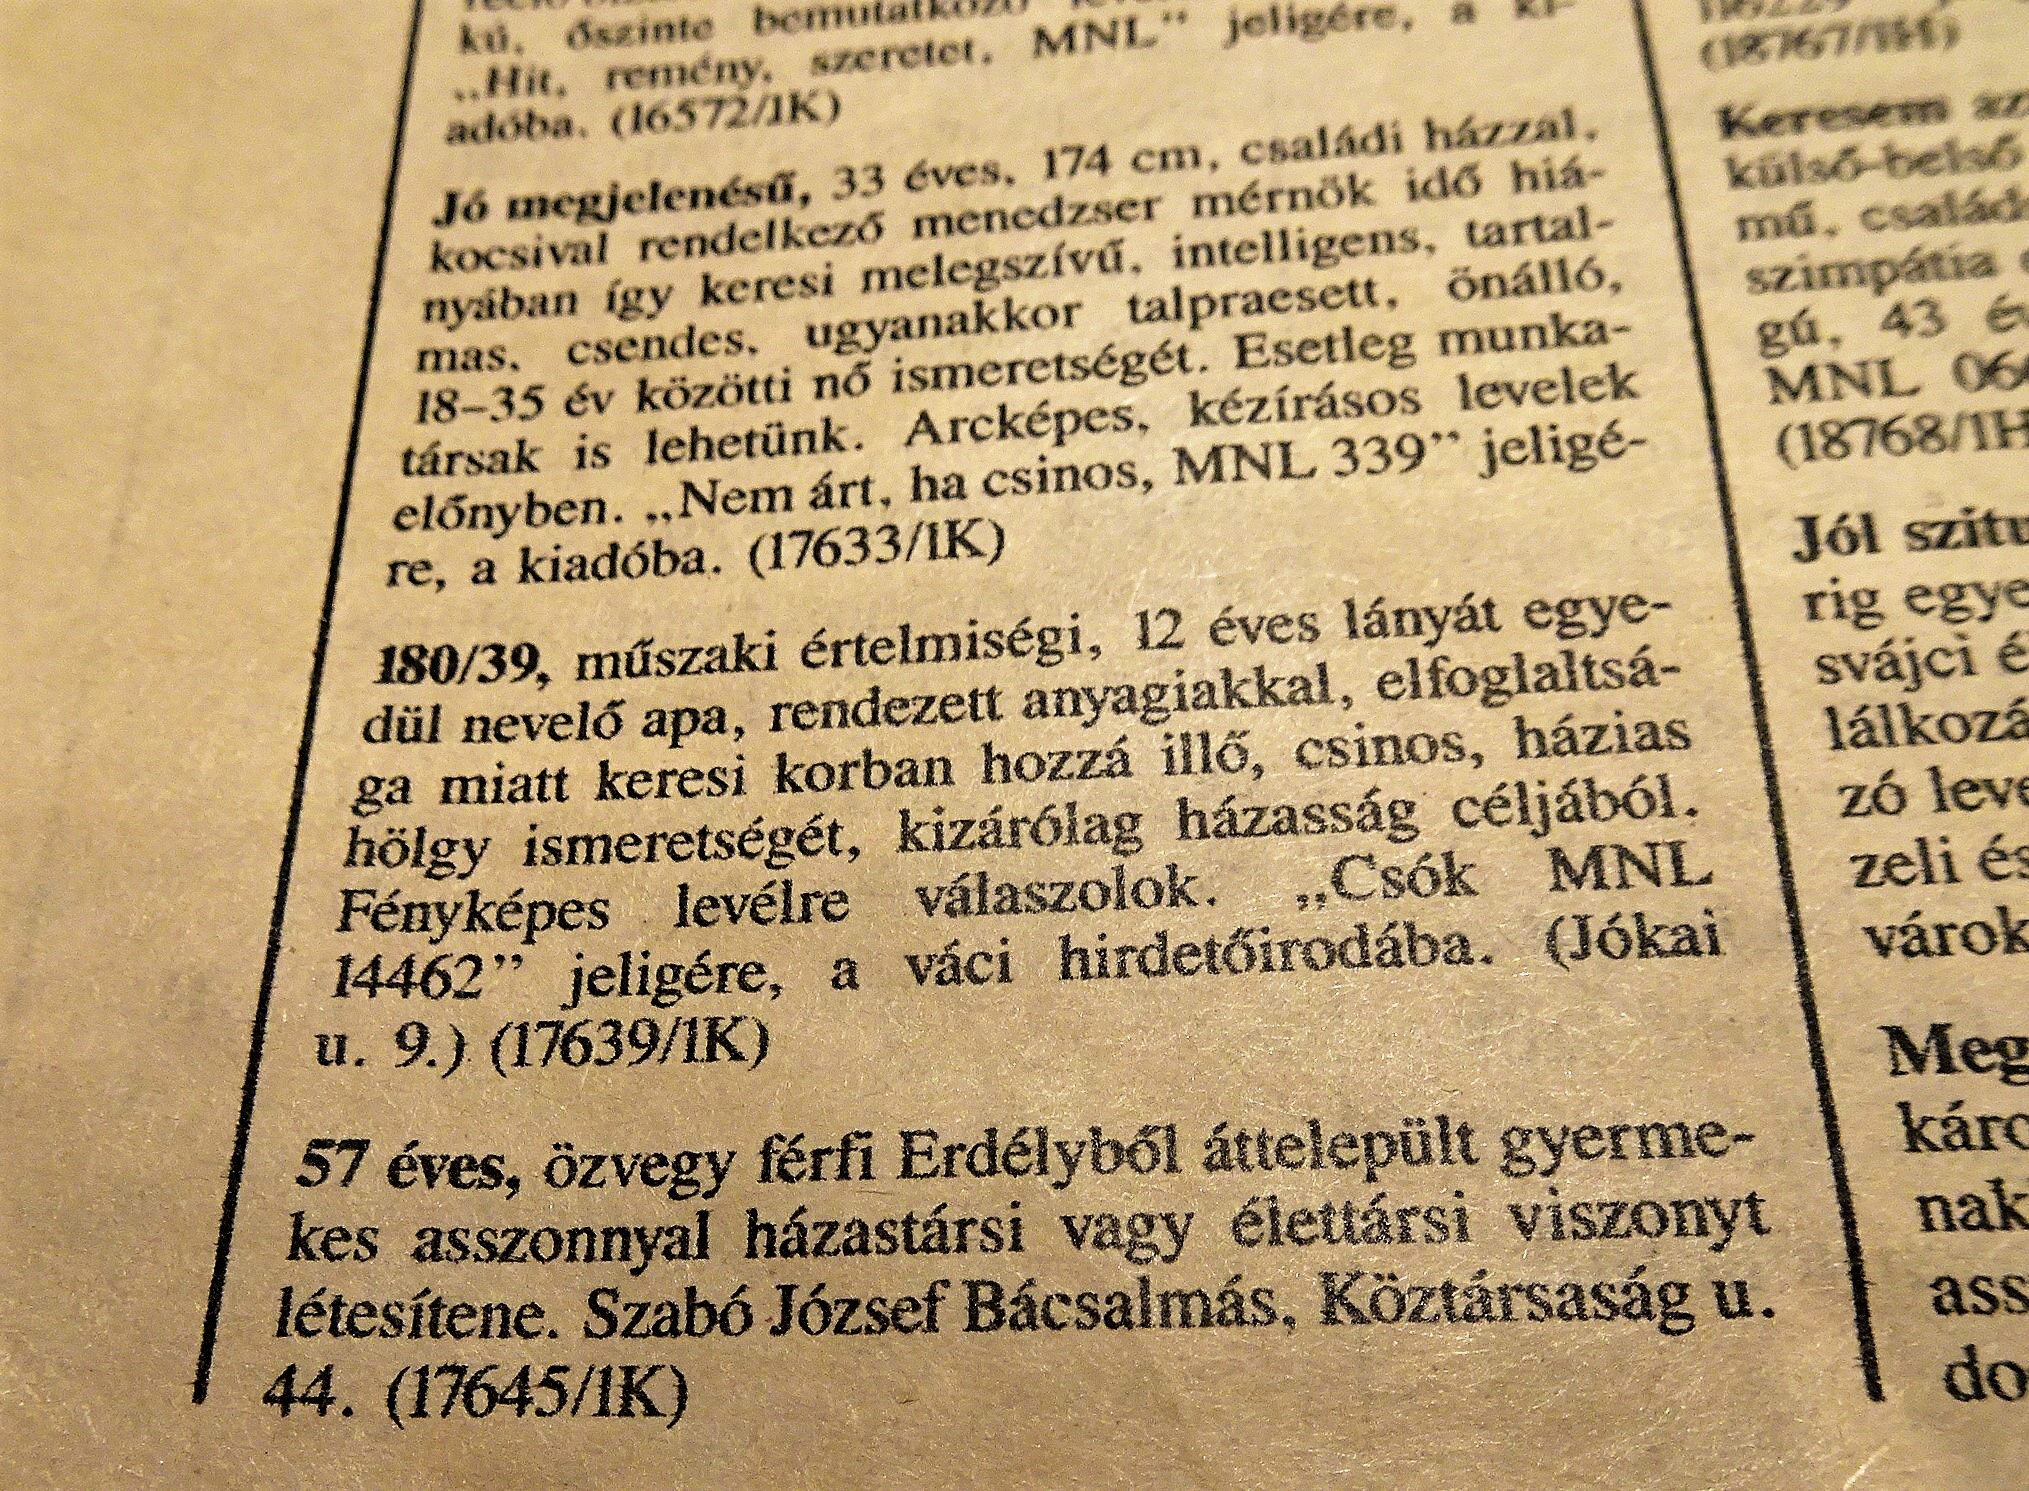 kú, őszinte bemutatkozó
„Hit, remény, szeretet, MNL” jeligére, a ki-
adóba. (16572/1K)
Jó megjelenésű, 33 éves, 174 cm, családi házzal,
kocsival rendelkező menedzser mérnök idő hiá-
nyában így keresi melegszívű, intelligens, tartal-
mas, csendes, ugyanakkor talpraesett, önálló,
18–35 év közötti nő ismeretségét. Esetleg munka-
társak is lehetünk. Arcképes, kézírásos levelek
előnyben. „Nem árt, ha csinos, MNL 339” jeligé-
re, a kiadóba. (17633/1K)
180/39, műszaki értelmiségi, 12 éves lányát egye-
dül nevelő apa, rendezett anyagiakkal, elfoglaltsá-
ga miatt keresi korban hozzá illő, csinos, házias
hölgy ismeretségét, kizárólag házasság céljából.
Fényképes levélre válaszolok. „Csók MNL
14462” jeligére, a váci hirdetőirodába. (Jókai
u. 9.) (17639/1K)
57 éves, özvegy férfi Erdélyből áttelepült gyerme-
kes asszonnyal házastársi vagy élettársi viszonyt
létesítene. Szabó József Bácsalmás, Köztársaság u.
44. (17645/1K)
(18767/1H)
Keresem az
külső-belső
mű, család
szimpátia
gú, 43 év
MNL 06
(18768/1H
Jól szitu
rig egye
svájci é
lálkozá
zó leve
zeli és
várok
Meg
káro
nak
ass
do